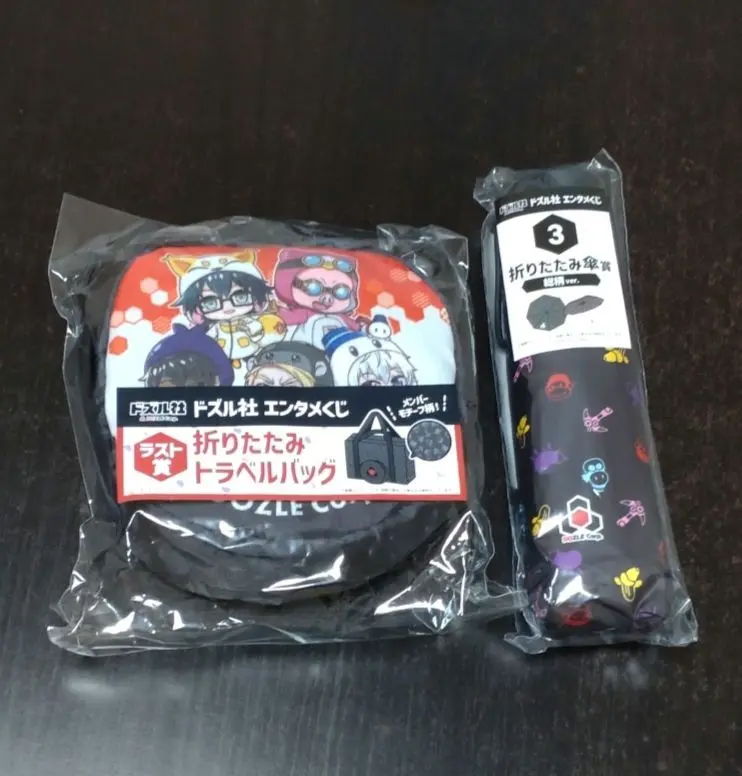 ドズル社
ドズル社 エンタメくじ
メンバー
モチーフ柄!
ラスト
賞
折りたたみ
トラベルバッグ
OZLE Co
ドズル社 エンタメくじ
3
折りたたみ傘賞
総柄ver.
DOZLE Corp.